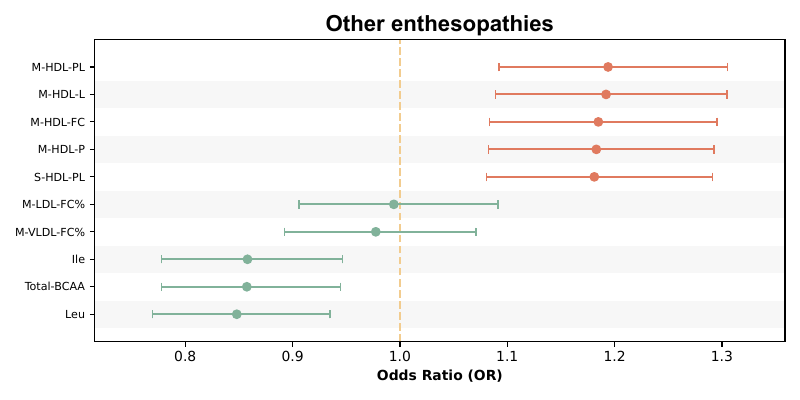 Other enthesopathies
M-HDL-PL
M-HDL-L
M-HDL-FC
M-HDL-P
S-HDL-PL
M-LDL-FC%
M-VLDL-FC%
Ile
Total-BCAA
Leu
0.8 0.9 1.0 1.1 1.2 1.3
Odds Ratio (OR)